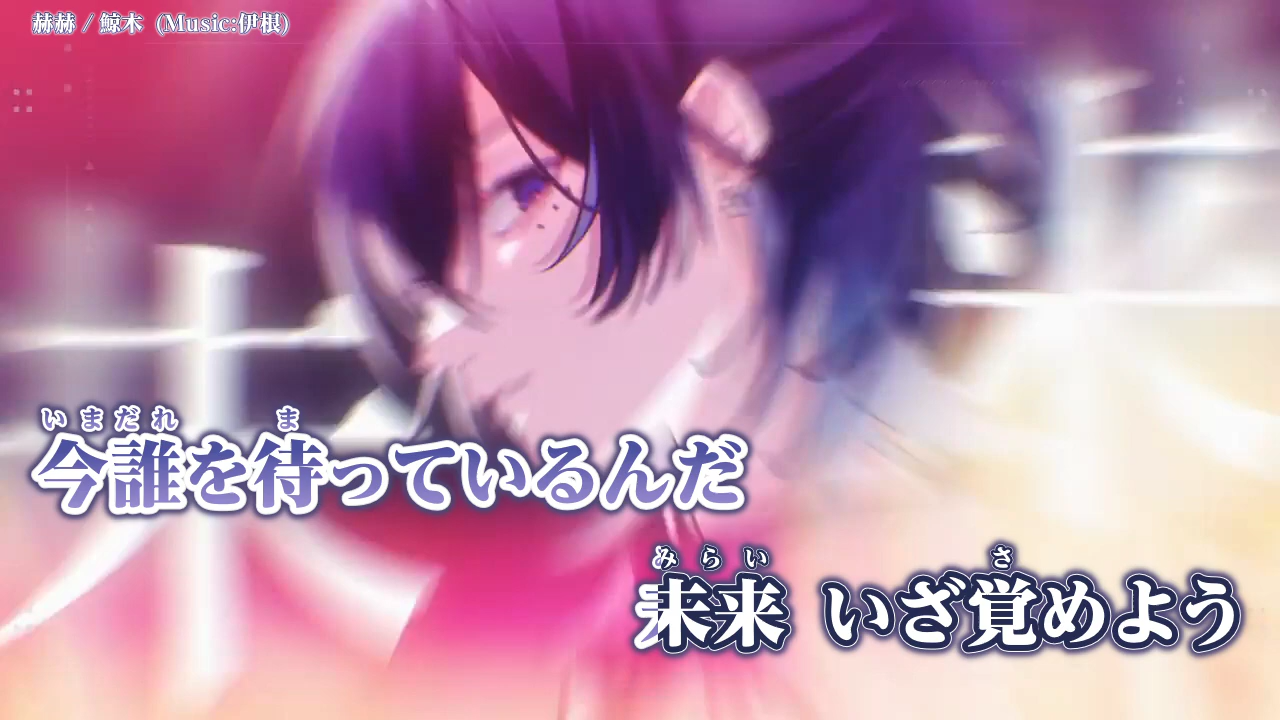 赫赫 / 鯨木 (Music:伊根)
いまだれ ま
今誰を待っているんだ
みらい さ
未来 いざ覚めよう